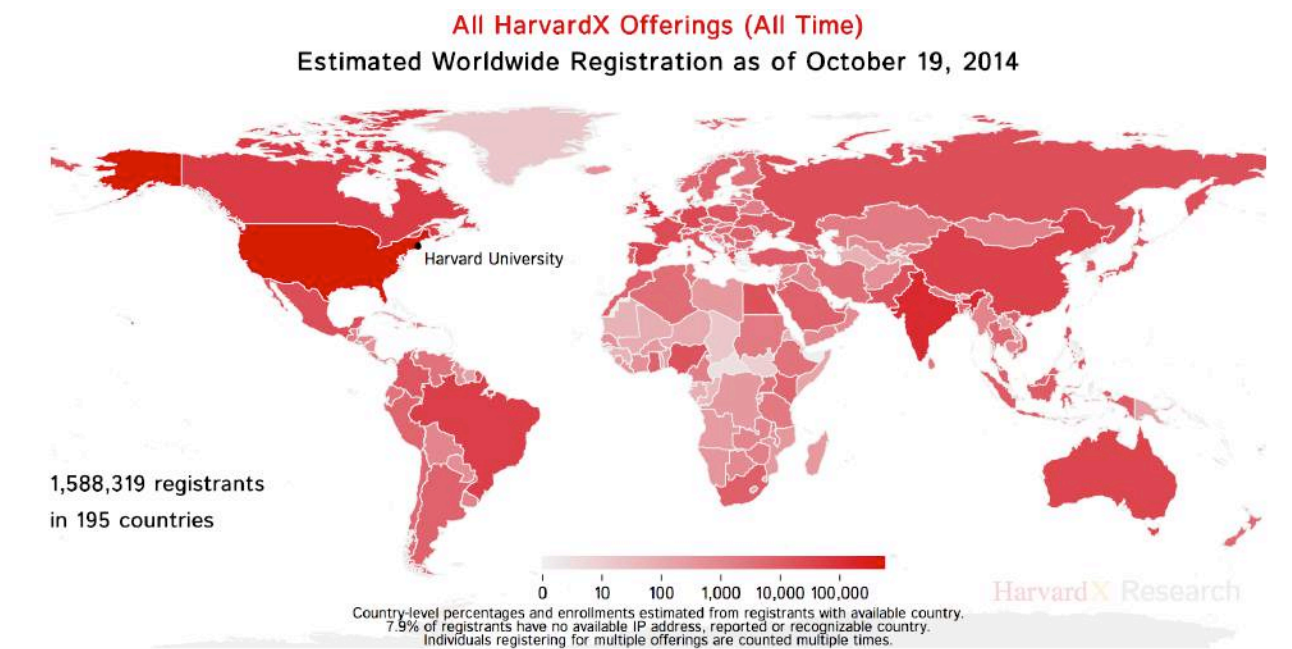 All HarvardX Offerings (All Time)
Estimated Worldwide Registration as of October 19, 2014
Harvard University
1,588,319 registrants
in 195 countries
0 10 100 1,000 10,000 100,000
HarvardX Research
Country-level percentages and enrollments estimated from registrants with available country.
7.9% of registrants have no available IP address, reported or recognizable country.
Individuals registering for multiple offerings are counted multiple times.